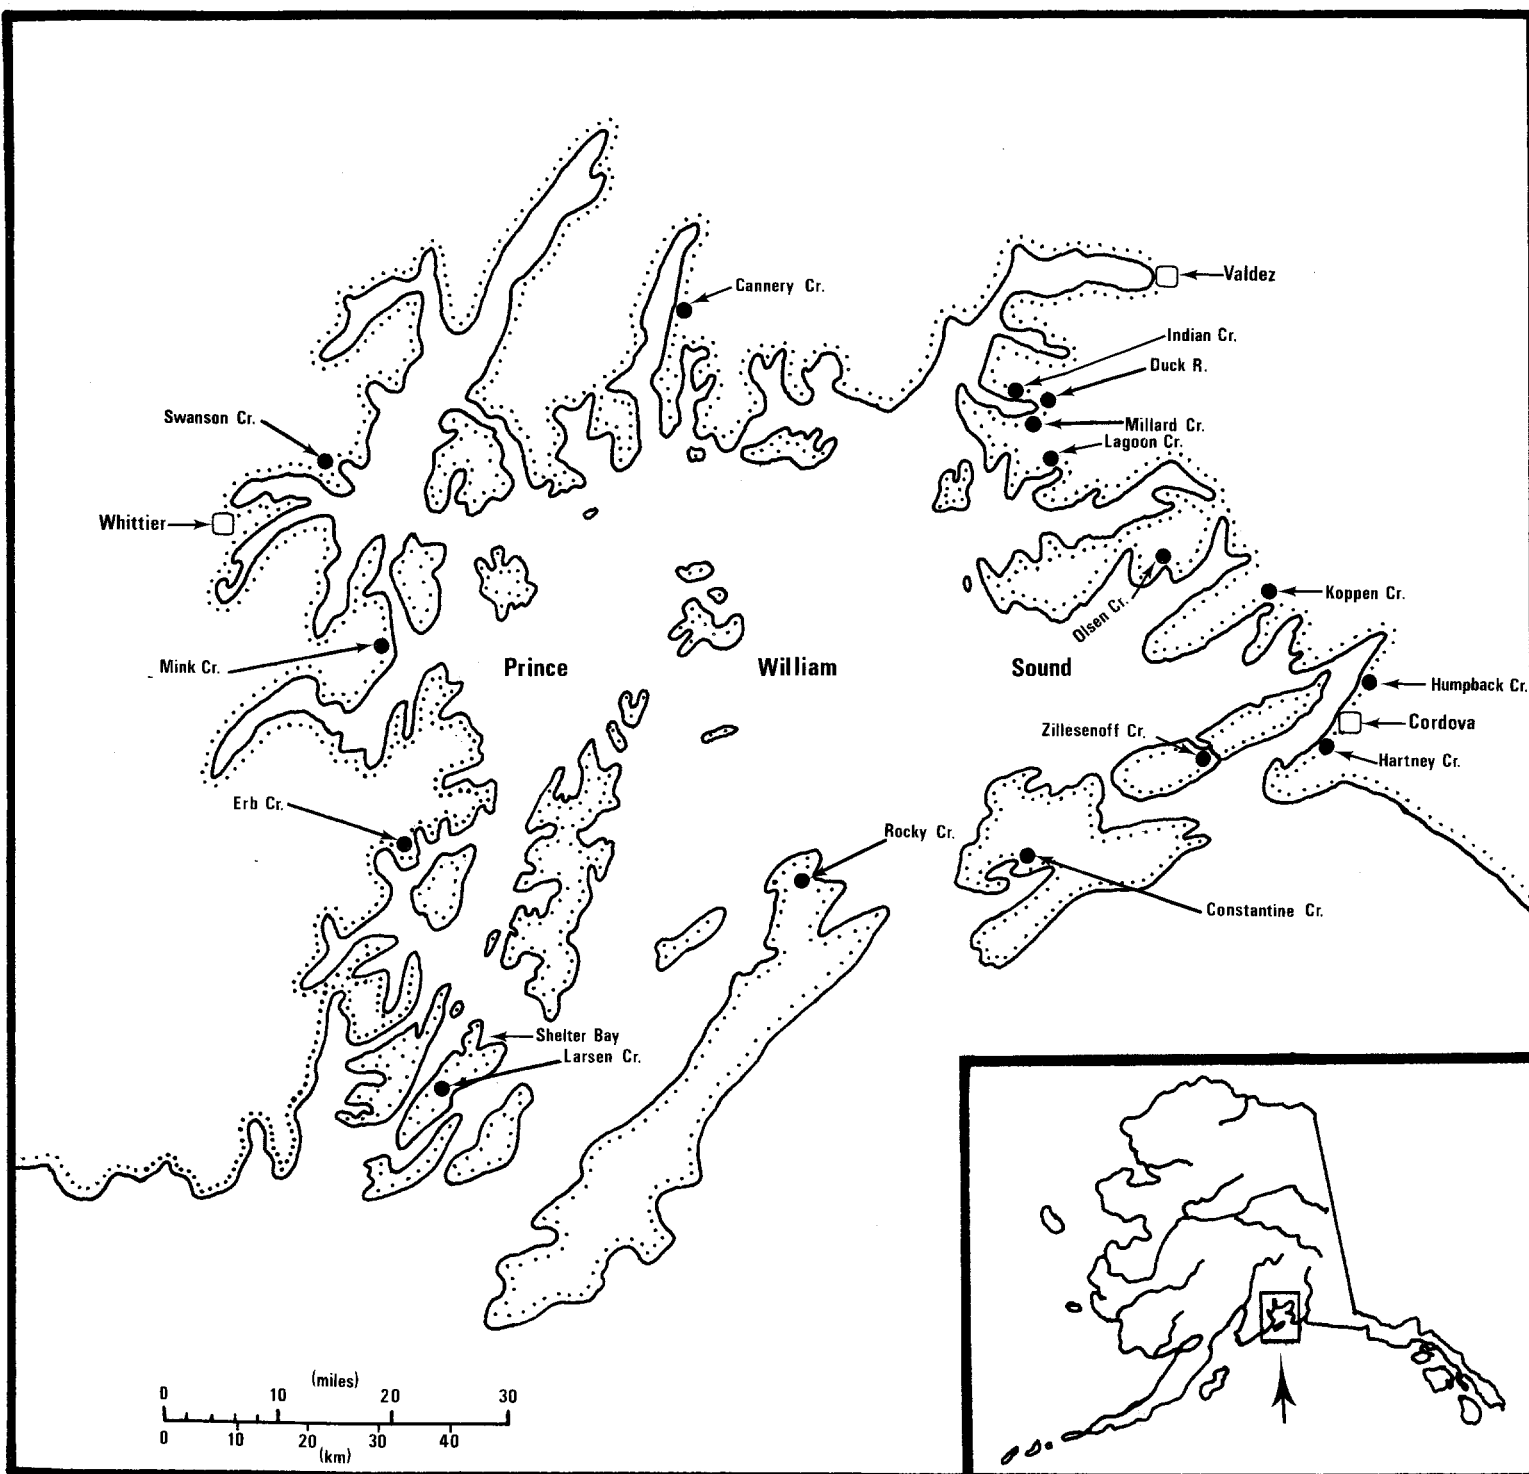 Valdez
Cannery Cr.
Indian Cr.
Duck R.
Swanson Cr.
Millard Cr.
Lagoon Cr.
Whittier
Koppen Cr.
Olsen Cr.
Mink Cr.
Prince William Sound
Humpback Cr.
Cordova
Zillesenoff Cr.
Hartney Cr.
Erb Cr.
Rocky Cr.
Constantine Cr.
Shelter Bay
Larsen Cr.
(miles)
0 10 20 30
0 10 20 30 40
(km)